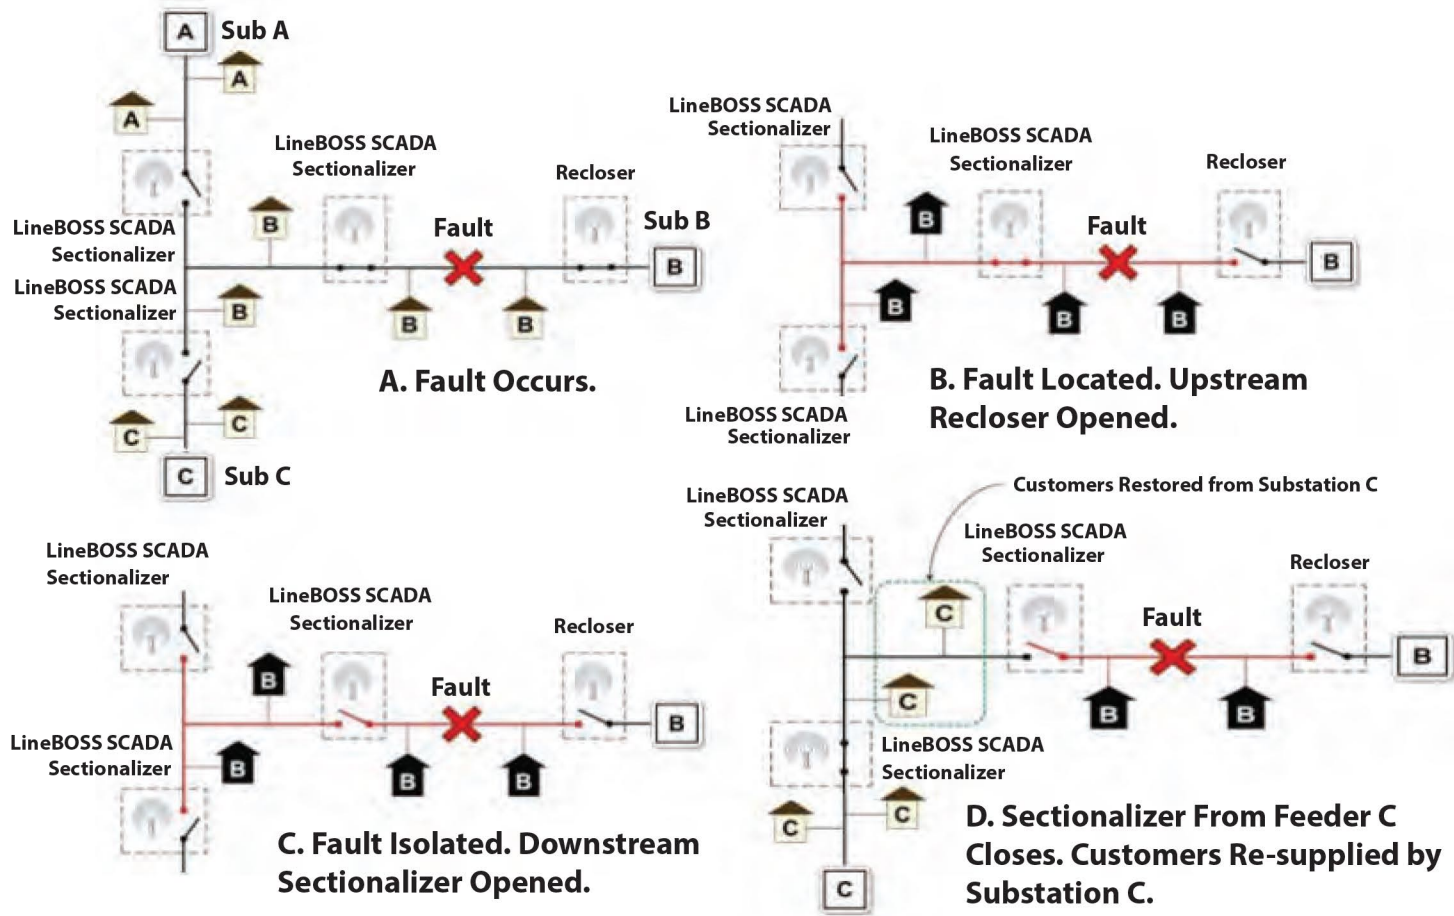 A
Sub A
A
A
LineBOSS SCADA
Sectionalizer
Recloser
B
Fault
Sub B
LineBOSS SCADA
Sectionalizer
B
LineBOSS SCADA
Sectionalizer
B
B
B
A. Fault Occurs.
C
C
C
Sub C
LineBOSS SCADA
Sectionalizer
LineBOSS SCADA
Sectionalizer
Recloser
B
Fault
B
B
B
B
LineBOSS SCADA
Sectionalizer
B. Fault Located. Upstream
Recloser Opened.
LineBOSS SCADA
Sectionalizer
LineBOSS SCADA
Sectionalizer
Recloser
B
Fault
B
LineBOSS SCADA
Sectionalizer
B
B
B
C. Fault Isolated. Downstream
Sectionalizer Opened.
Customers Restored from Substation C
LineBOSS SCADA
Sectionalizer
LineBOSS SCADA
Sectionalizer
Recloser
C
Fault
B
C
B
B
LineBOSS SCADA
Sectionalizer
C
C
C
D. Sectionalizer From Feeder C
Closes. Customers Re-supplied by
Substation C.